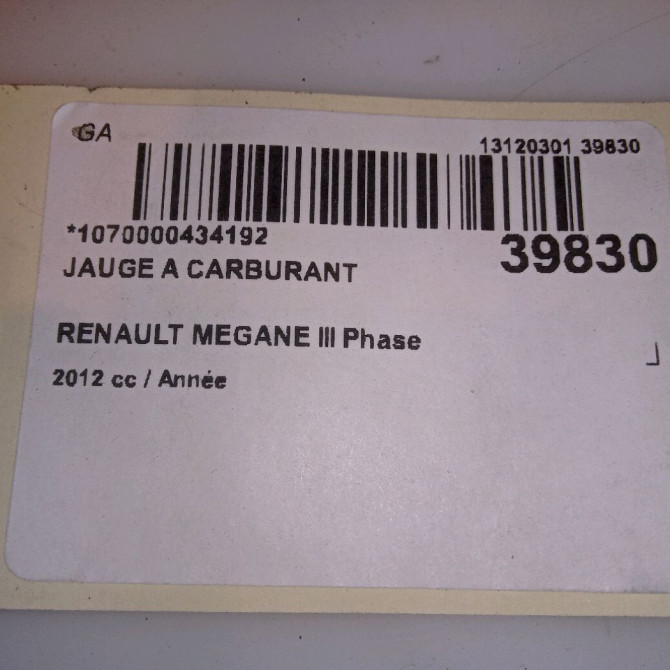 GA
13120301 39830
*1070000434192
39830
JAUGE A CARBURANT
RENAULT MEGANE III Phase
2012 cc / Année